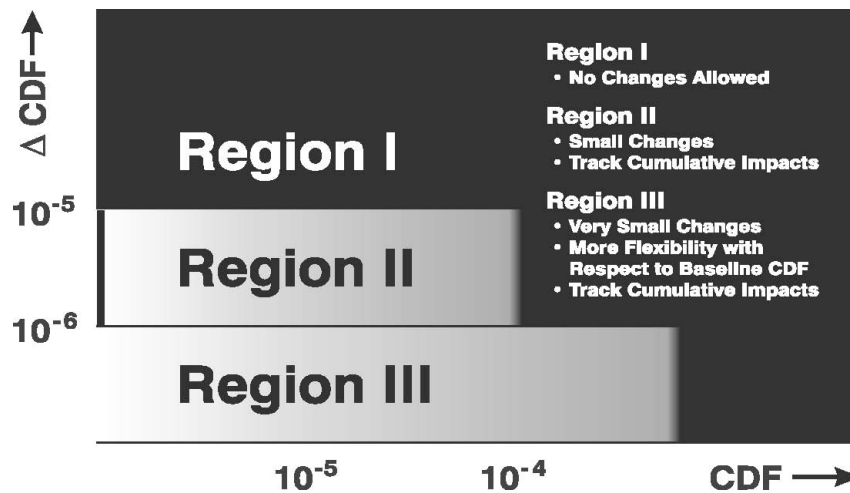 Δ CDF→
Region I
• No Changes Allowed
Region II
• Small Changes
• Track Cumulative Impacts
Region III
• Very Small Changes
• More Flexibility with
Respect to Baseline CDF
• Track Cumulative Impacts
Region I
10⁻⁵
Region II
10⁻⁶
Region III
10⁻⁵
10⁻⁴
CDF→